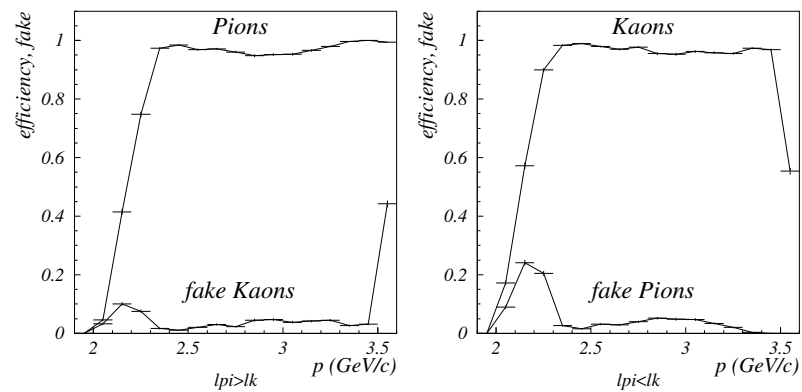 Pions
efficiency, fake
1
0.8
0.6
0.4
0.2
0
fake Kaons
2
2.5
3
3.5
p (GeV/c)
lpi>lk
Kaons
efficiency, fake
1
0.8
0.6
0.4
0.2
0
fake Pions
2
2.5
3
3.5
p (GeV/c)
lpi<lk